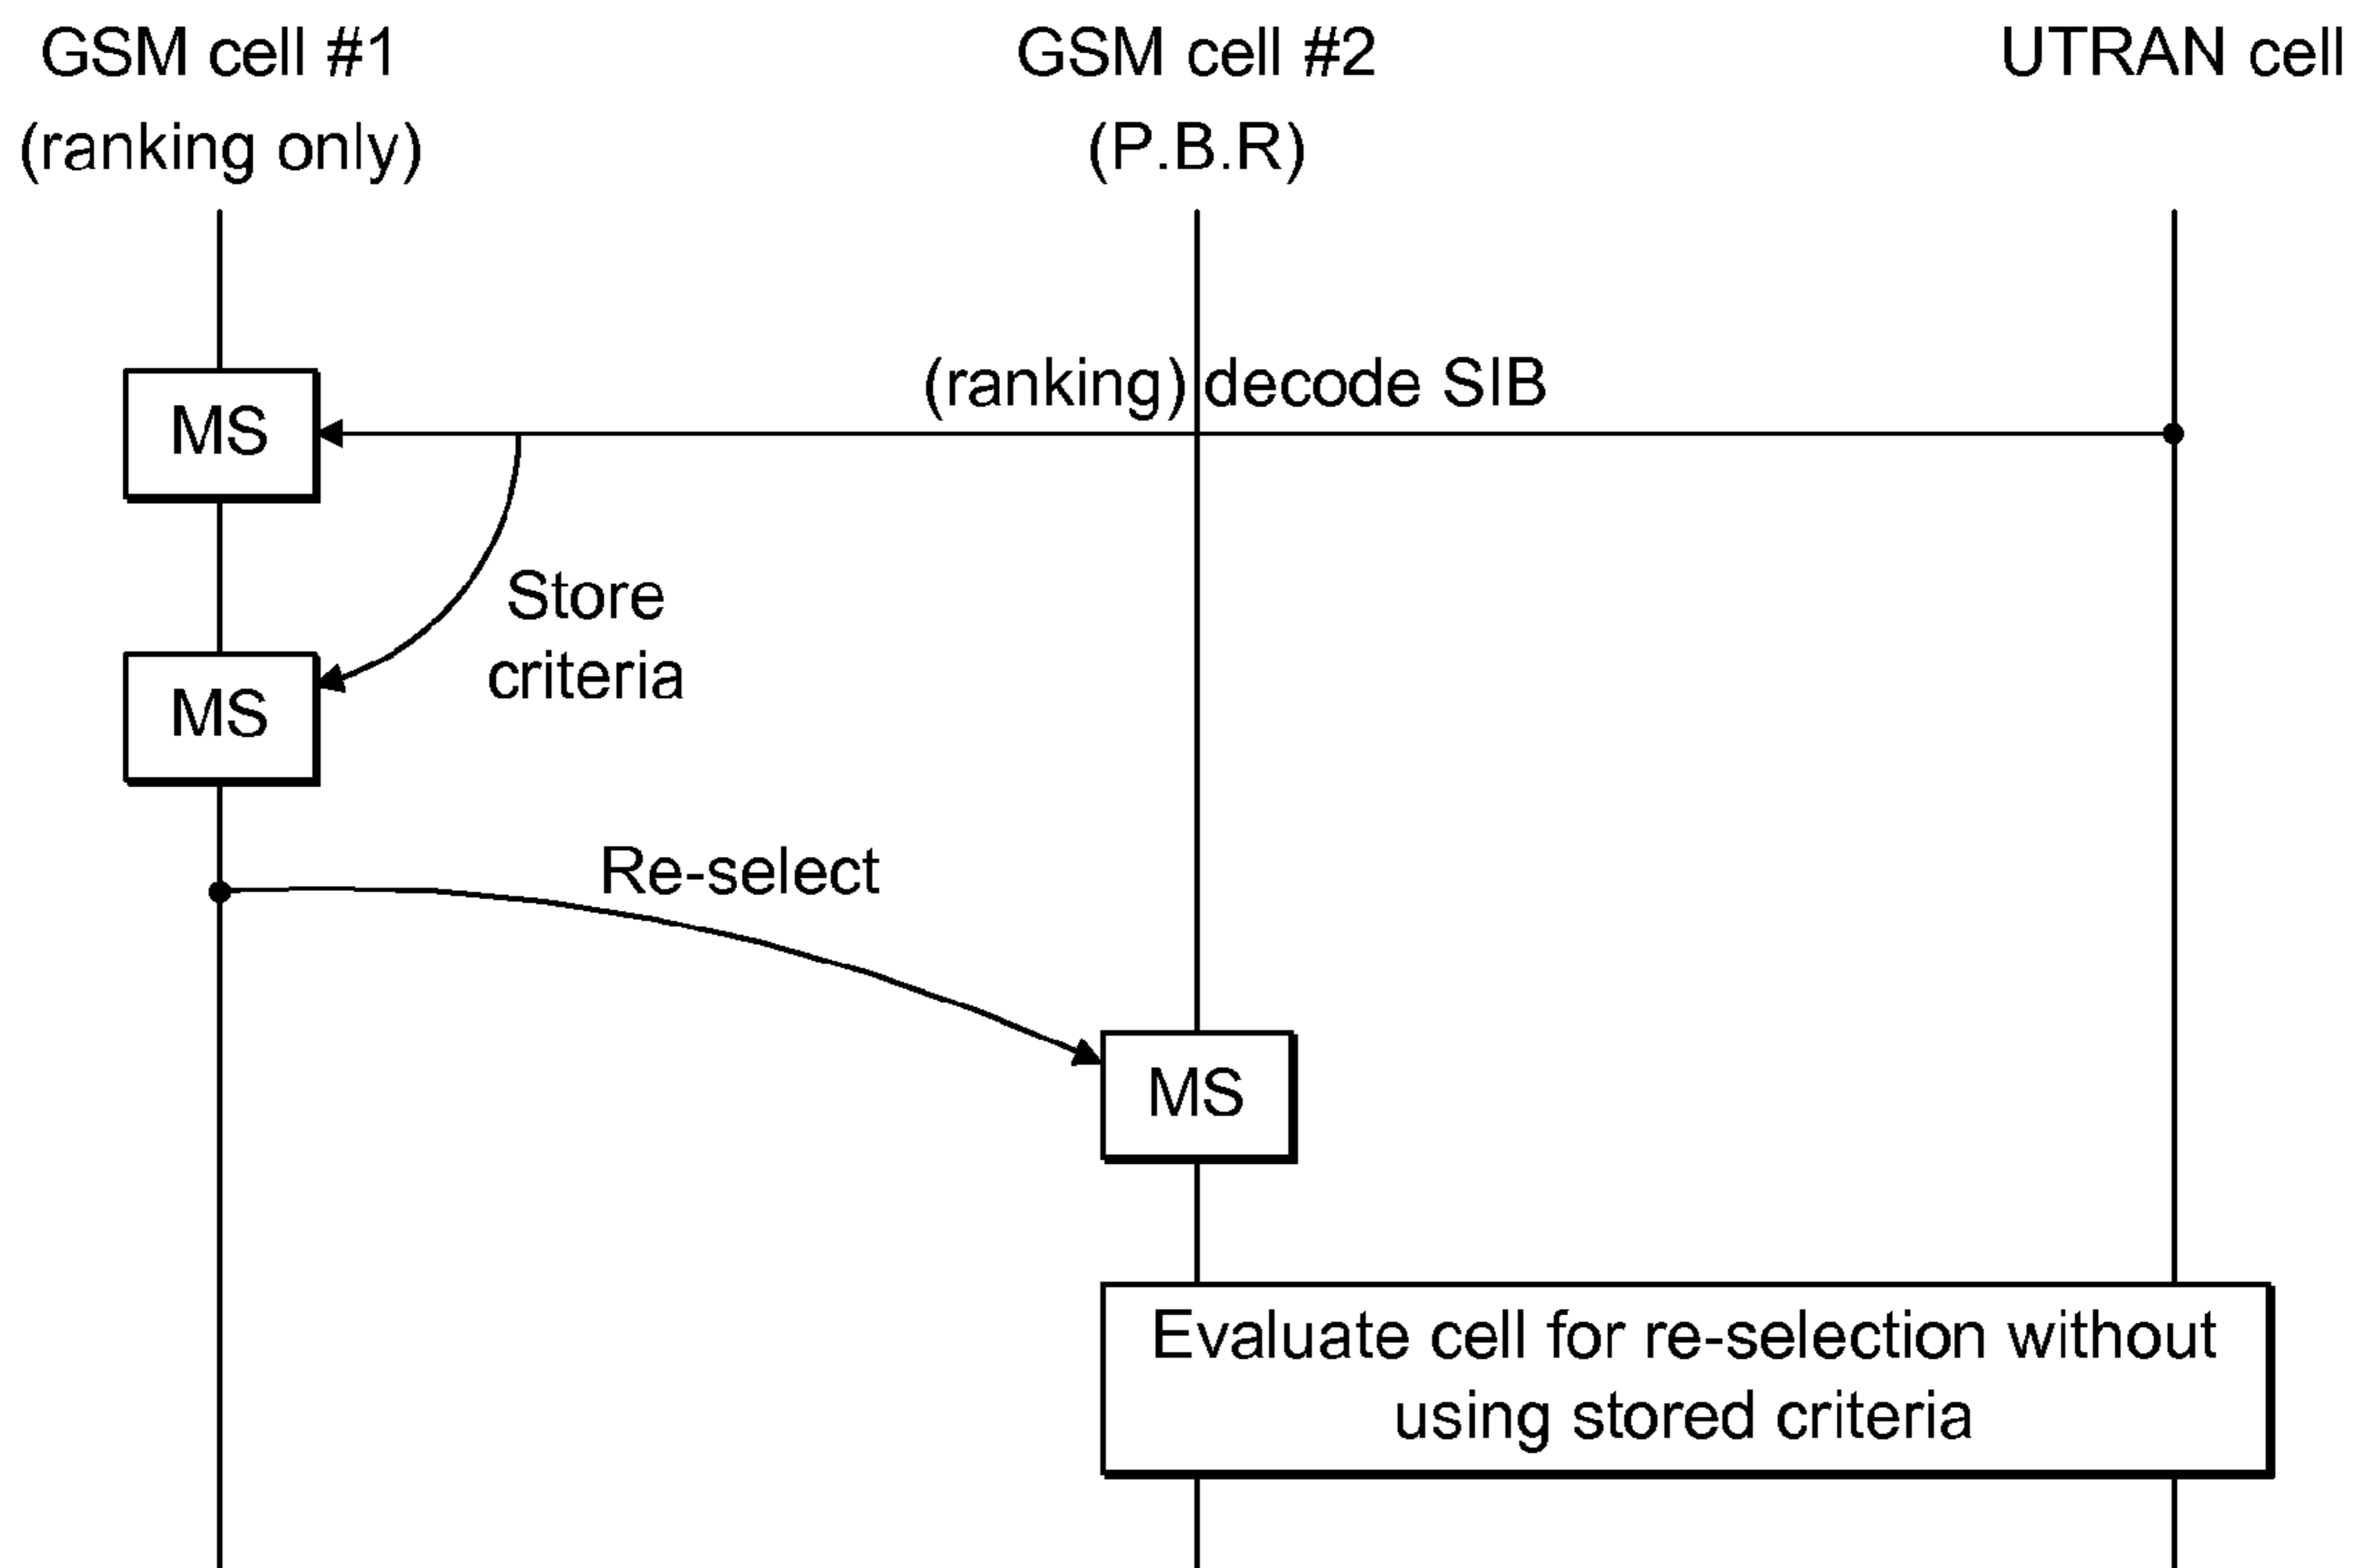 GSM cell #1
(ranking only)
GSM cell #2
(P.B.R)
UTRAN cell
(ranking) decode SIB
MS
Store
criteria
MS
Re-select
MS
Evaluate cell for re-selection without
using stored criteria